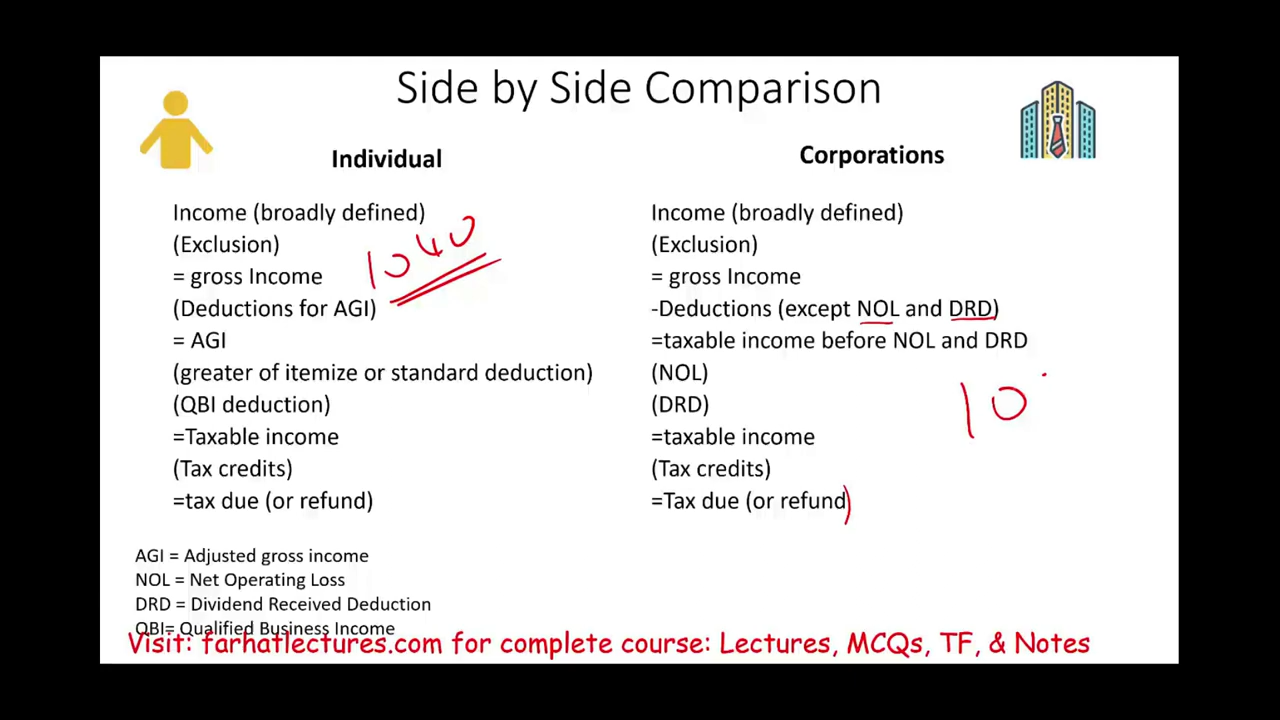 Side by Side Comparison
Individual
Income (broadly defined)
(Exclusion)
= gross Income
(Deductions for AGI)
= AGI
(greater of itemize or standard deduction)
(QBI deduction)
=Taxable income
(Tax credits)
=tax due (or refund)
1040
Corporations
Income (broadly defined)
(Exclusion)
= gross Income
-Deductions (except NOL and DRD)
=taxable income before NOL and DRD
(NOL)
(DRD)
=taxable income
(Tax credits)
=Tax due (or refund)
10
AGI = Adjusted gross income
NOL = Net Operating Loss
DRD = Dividend Received Deduction
QBI= Qualified Business Income
Visit: farhatlectures.com for complete course: Lectures, MCQs, TF, & Notes